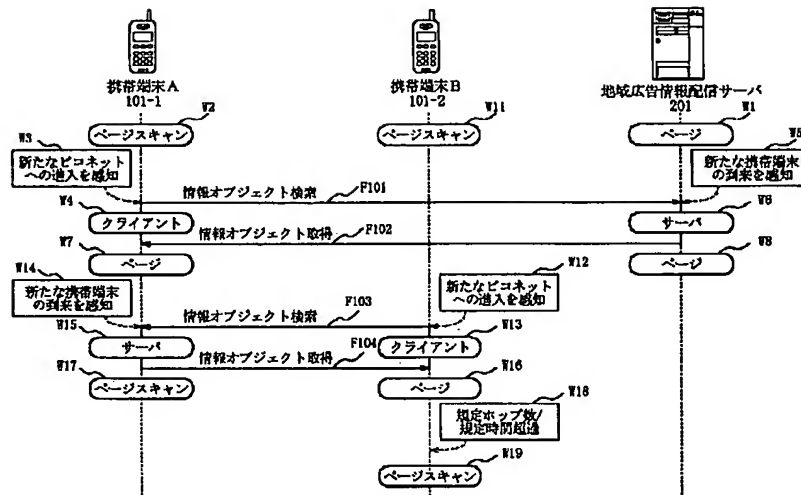 携帯端末A
101-1
携帯端末B
101-2
地域広告情報配信サーバ
201
W2
ページスキャン
W11
ページスキャン
W1
ページ
W3
新たなピコネット
への進入を感知
W5
新たな携帯端末
の到来を感知
情報オブジェクト検索
F101
W4
クライアント
W6
サーバ
情報オブジェクト取得
F102
W7
ページ
W8
ページ
W14
新たな携帯端末
の到来を感知
W12
新たなピコネット
への進入を感知
情報オブジェクト検索
F103
W15
サーバ
W13
クライアント
情報オブジェクト取得
F104
W17
ページスキャン
W16
ページ
W18
規定ホップ数/
規定時間超過
W19
ページスキャン